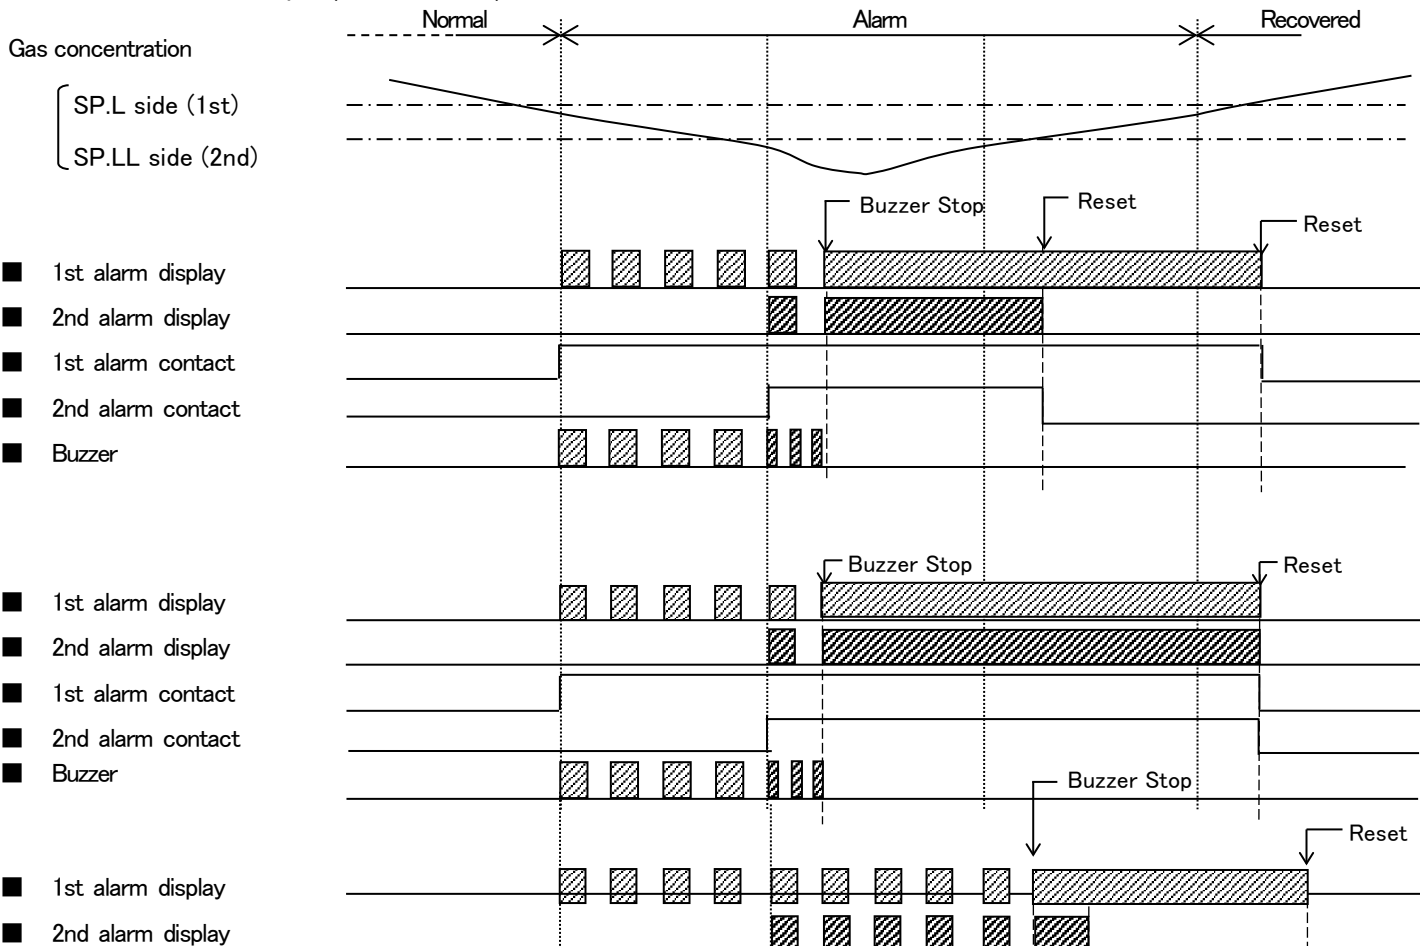 Normal Alarm Recovered
Gas concentration
SP.L side (1st)
SP.LL side (2nd)
Buzzer Stop Reset
Reset
■ 1st alarm display
■ 2nd alarm display
■ 1st alarm contact
■ 2nd alarm contact
■ Buzzer
Buzzer Stop Reset
■ 1st alarm display
■ 2nd alarm display
■ 1st alarm contact
■ 2nd alarm contact
■ Buzzer
Buzzer Stop
Reset
■ 1st alarm display
■ 2nd alarm display